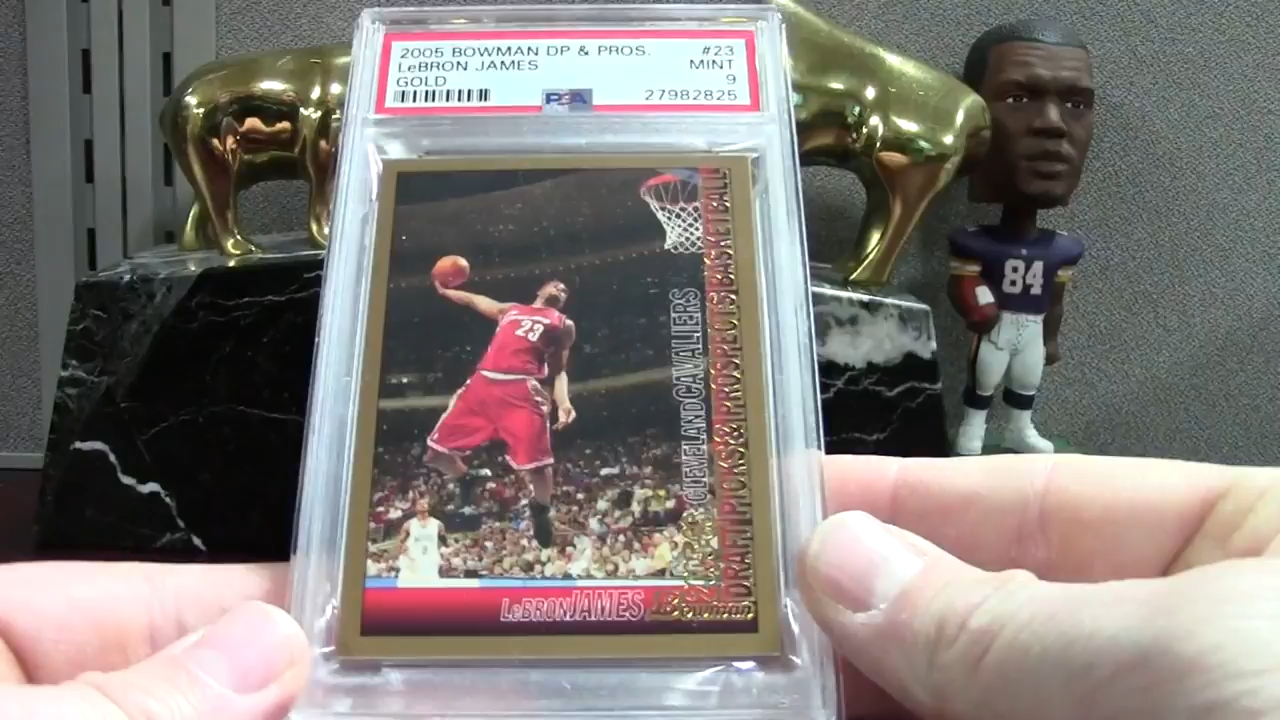 2005 BOWMAN DP & PROS. #23
LeBRON JAMES MINT
GOLD 9
PSA 27982825
23
CLEVELAND CAVALIERS
DRAFT PICKS & PROSPECTS BASKETBALL
LeBRON JAMES
Bowman
84